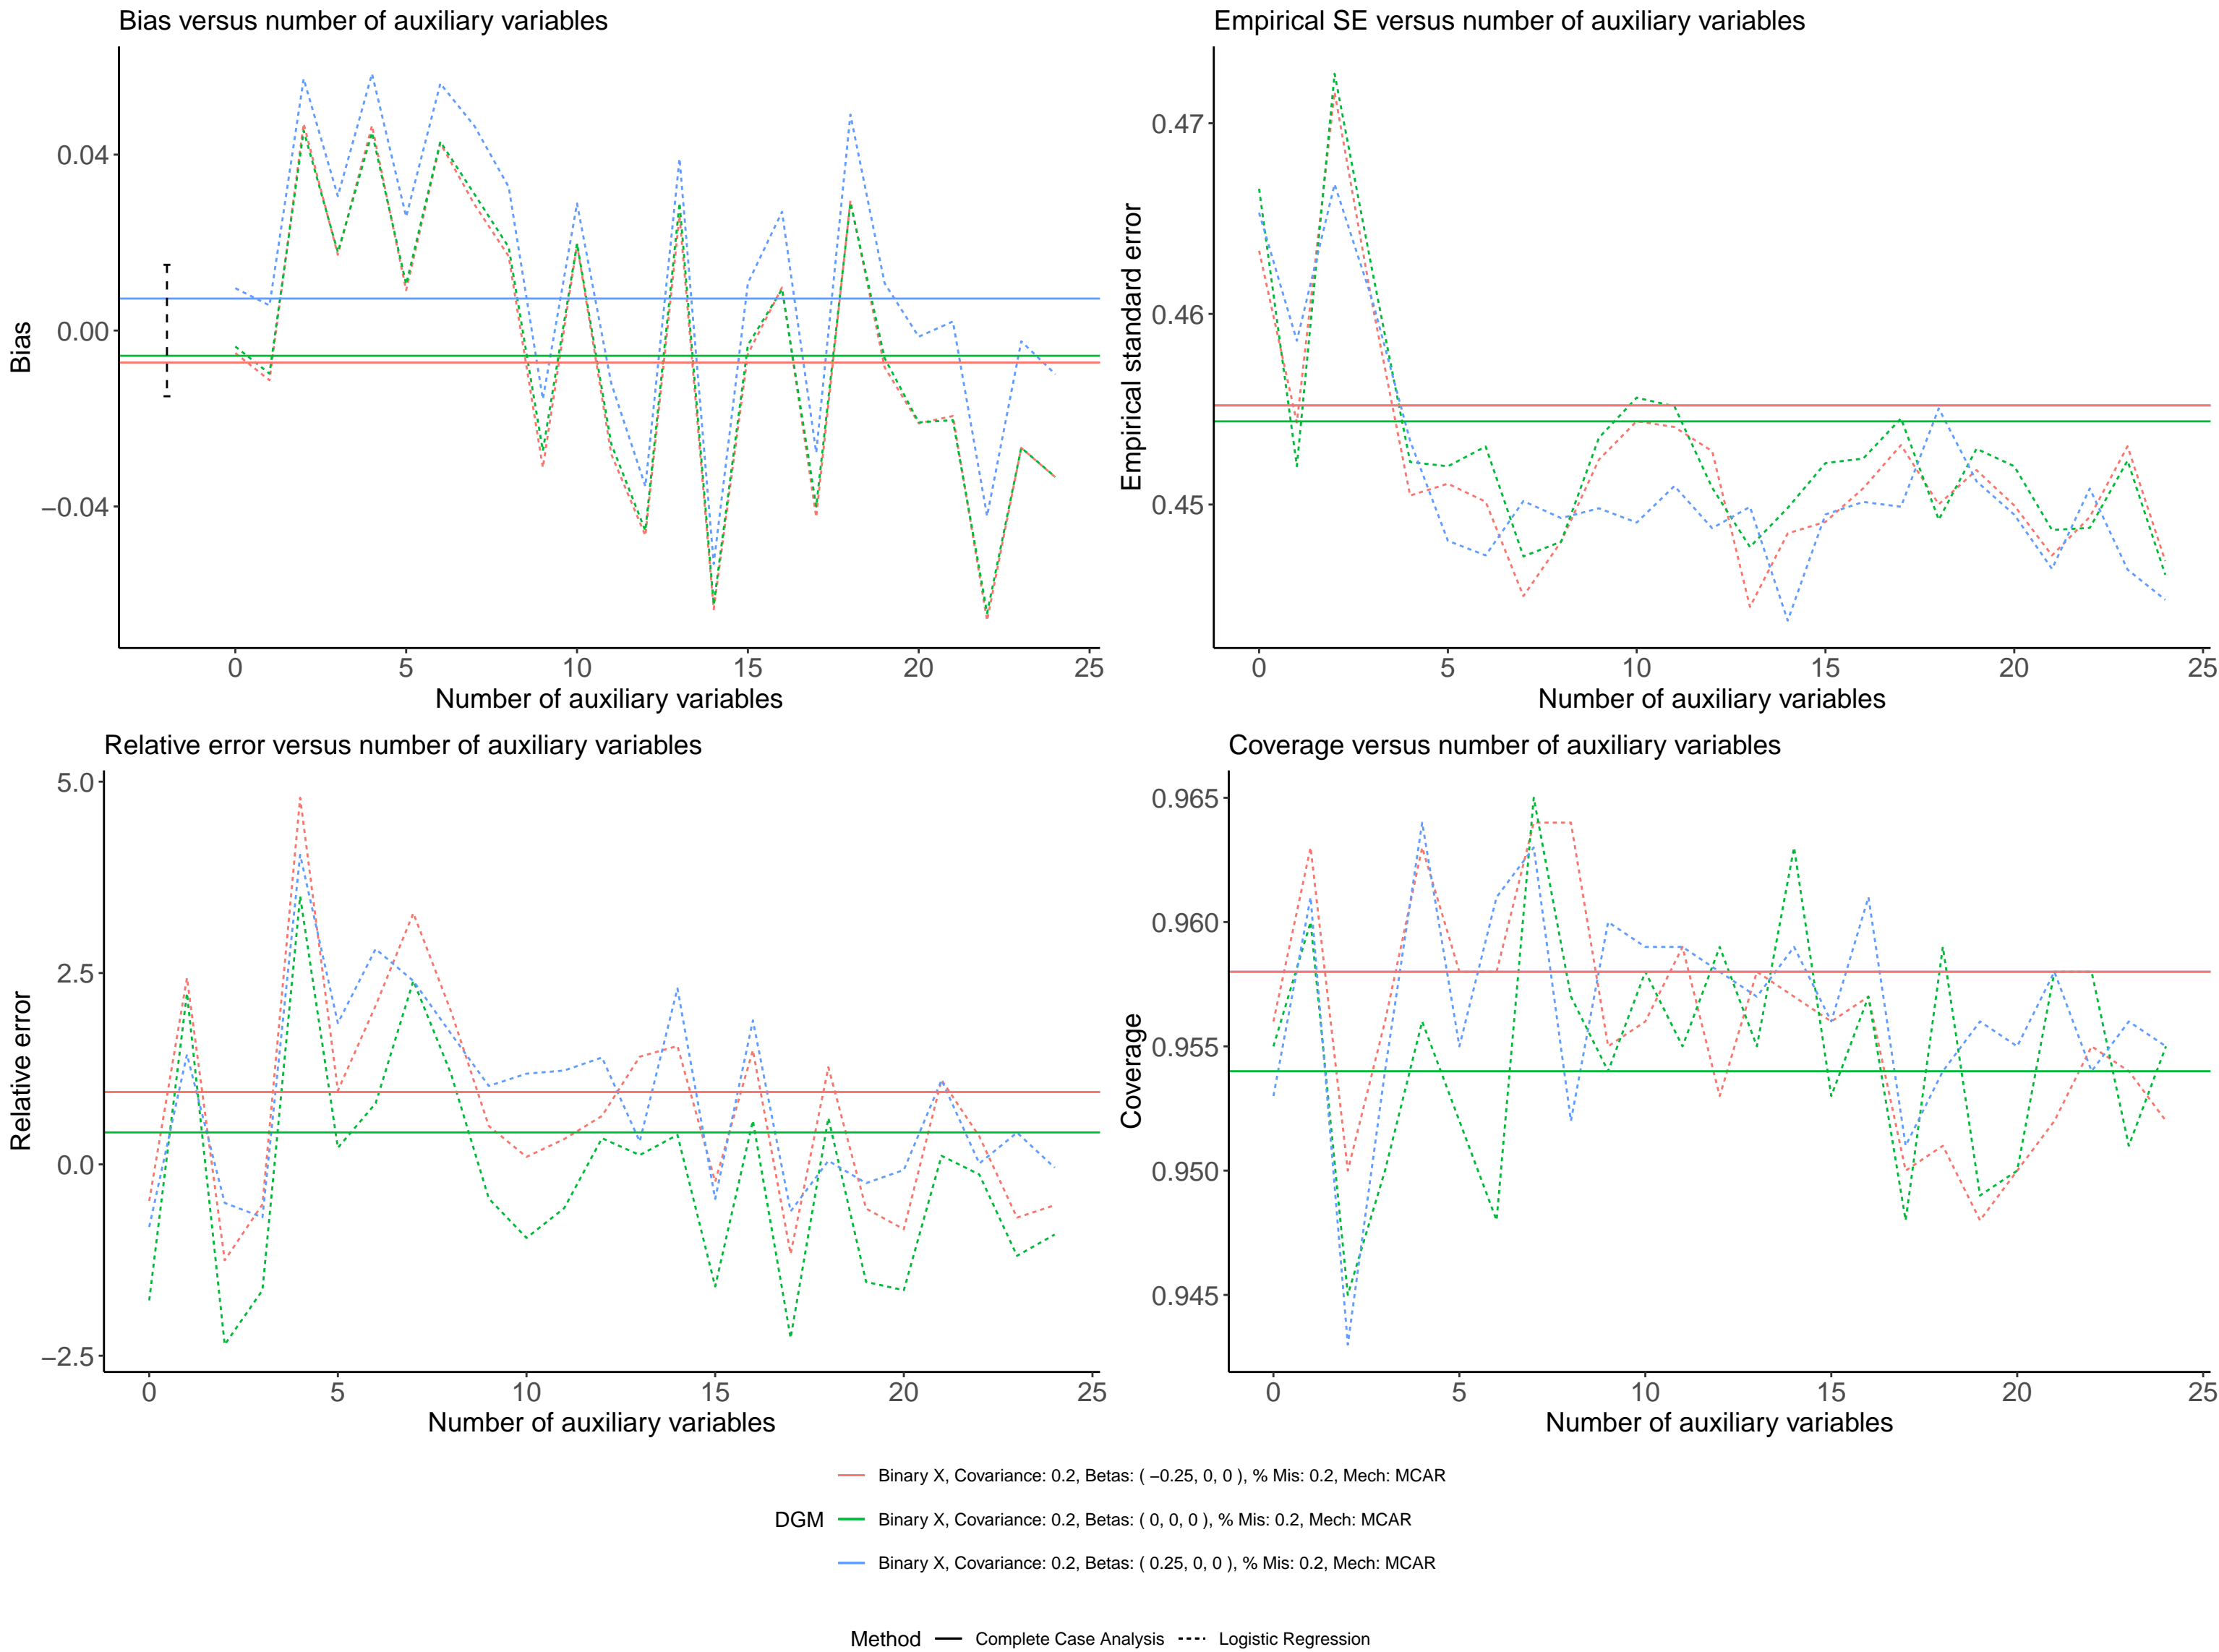 Bias versus number of auxiliary variables
Bias
0.04
0.00
−0.04
0 5 10 15 20 25
Number of auxiliary variables
Empirical SE versus number of auxiliary variables
Empirical standard error
0.47
0.46
0.45
0 5 10 15 20 25
Number of auxiliary variables
Relative error versus number of auxiliary variables
Relative error
5.0
2.5
0.0
−2.5
0 5 10 15 20 25
Number of auxiliary variables
Coverage versus number of auxiliary variables
Coverage
0.965
0.960
0.955
0.950
0.945
0 5 10 15 20 25
Number of auxiliary variables
DGM
Binary X, Covariance: 0.2, Betas: ( −0.25, 0, 0 ), % Mis: 0.2, Mech: MCAR
Binary X, Covariance: 0.2, Betas: ( 0, 0, 0 ), % Mis: 0.2, Mech: MCAR
Binary X, Covariance: 0.2, Betas: ( 0.25, 0, 0 ), % Mis: 0.2, Mech: MCAR
Method Complete Case Analysis Logistic Regression